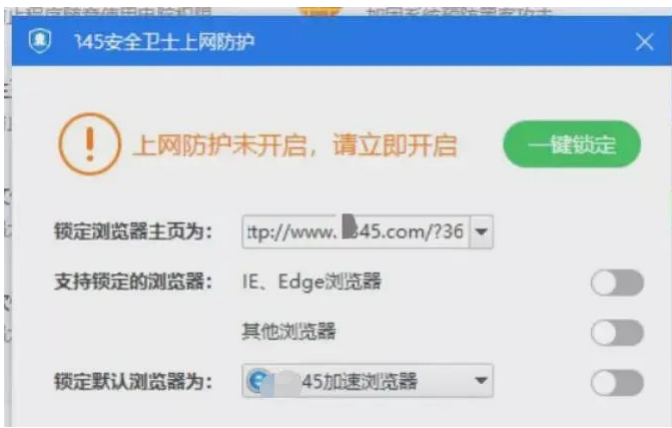 345安全卫士上网防护
上网防护未开启，请立即开启
一键锁定
锁定浏览器主页为：
ttp://www. 345.com/?36
支持锁定的浏览器：
IE、Edge浏览器
其他浏览器
锁定默认浏览器为：
45加速浏览器